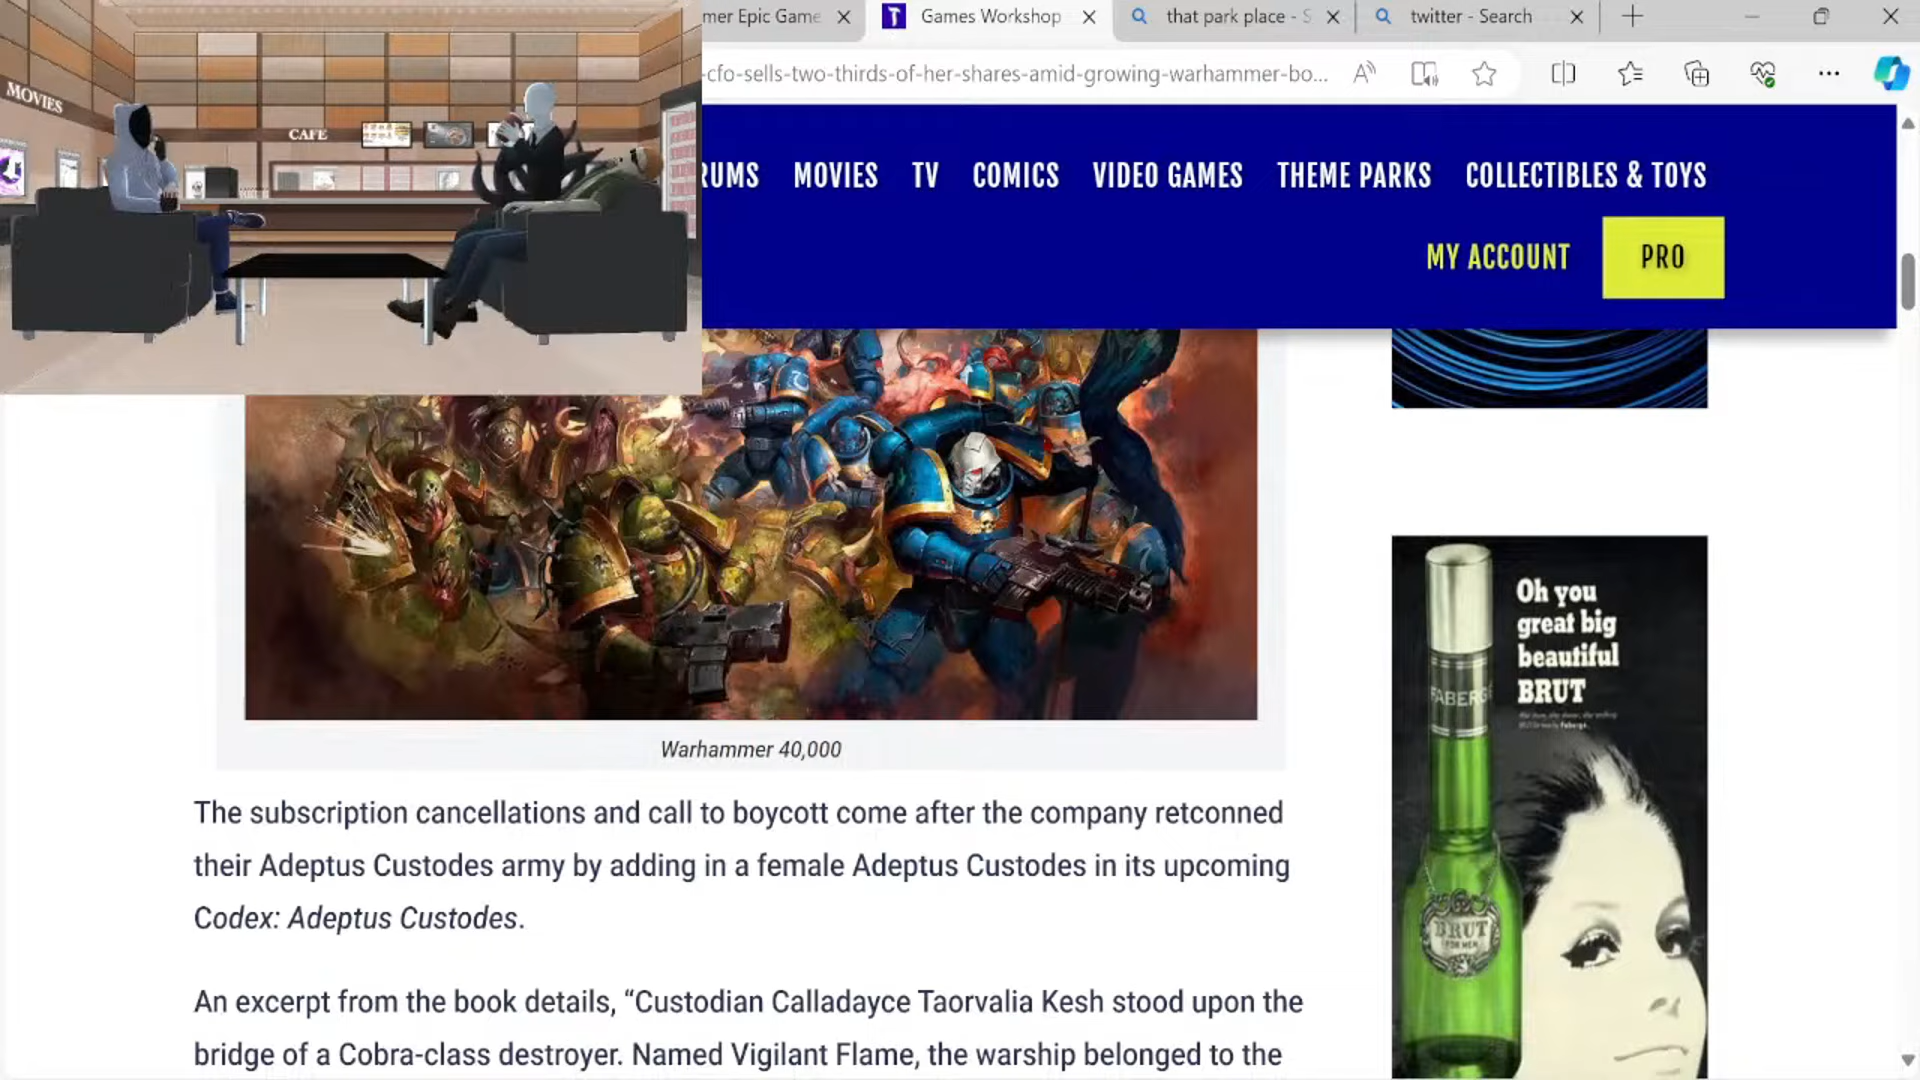 mer Epic Game
Games Workshop
that park place - S
twitter - Search
-cfo-sells-two-thirds-of-her-shares-amid-growing-warhammer-bo...
MOVIES
CAFE
RUMS
MOVIES
TV
COMICS
VIDEO GAMES
THEME PARKS
COLLECTIBLES & TOYS
MY ACCOUNT
PRO
Warhammer 40,000
The subscription cancellations and call to boycott come after the company retconned
their Adeptus Custodes army by adding in a female Adeptus Custodes in its upcoming
Codex: Adeptus Custodes.
An excerpt from the book details, “Custodian Calladayce Taorvalia Kesh stood upon the
bridge of a Cobra-class destroyer. Named Vigilant Flame, the warship belonged to the
Oh you
great big
beautiful
BRUT
FABERG
BRUT
FOR MEN